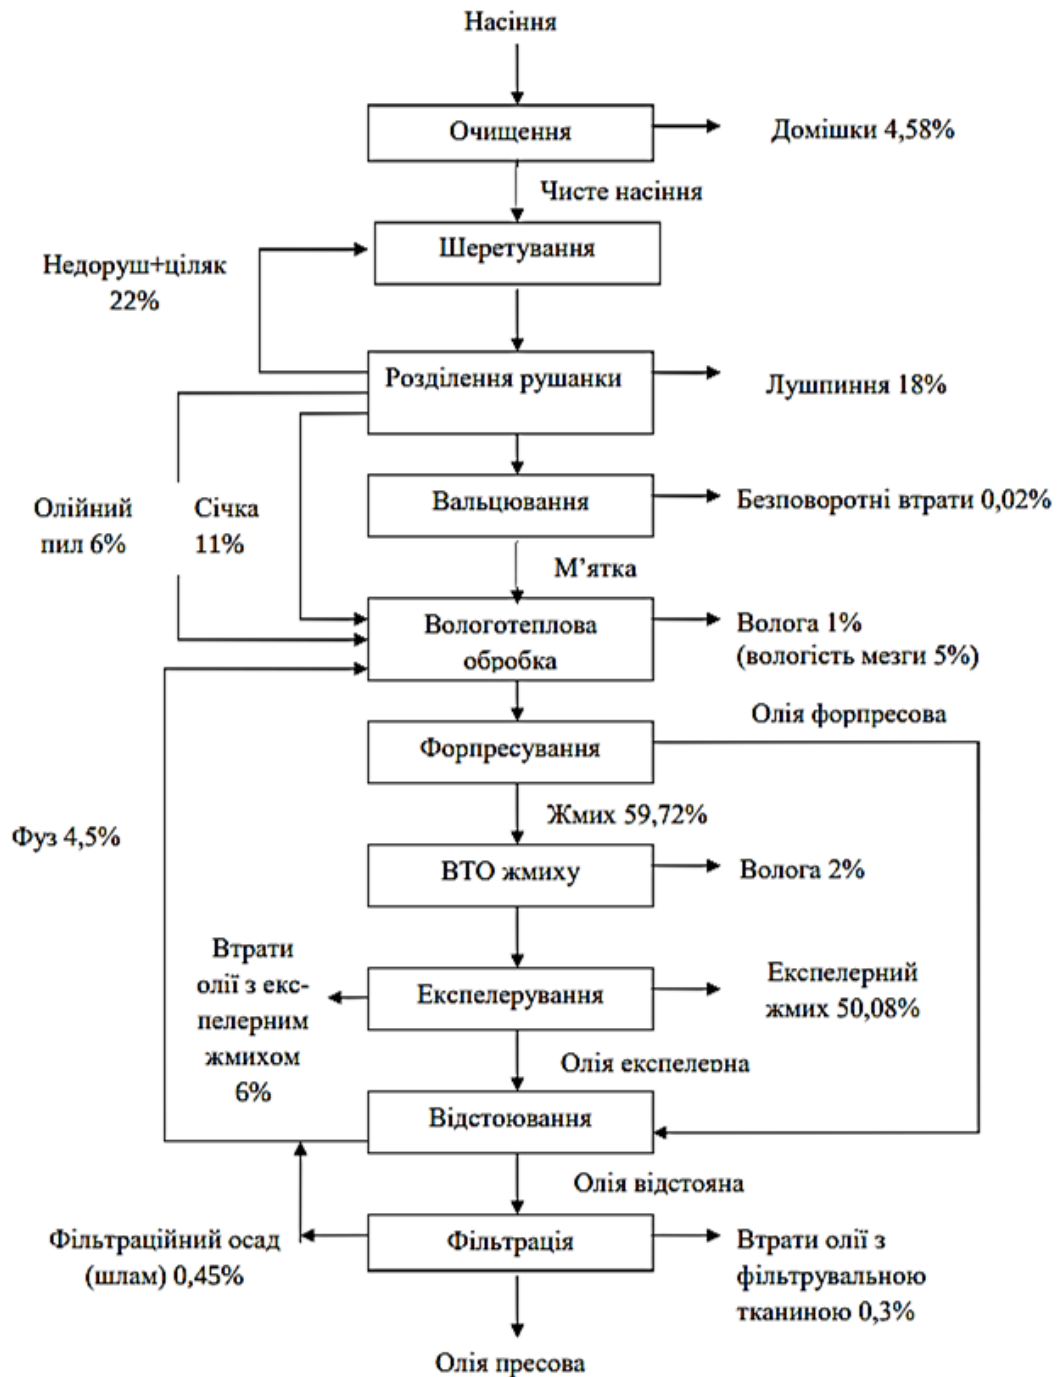 Насіння
Очищення
Домішки 4,58%
Чисте насіння
Шеретування
Недоруш+ціляк
22%
Розділення рушанки
Лушпиння 18%
Вальцювання
Безповоротні втрати 0,02%
Олійний
пил 6%
Січка
11%
М’ятка
Вологотеплова
обробка
Волога 1%
(вологість мезги 5%)
Олія форпресова
Форпресування
Жмих 59,72%
Фуз 4,5%
ВТО жмиху
Волога 2%
Втрати
олії з екс-
пелерним
жмихом
6%
Експелерування
Експелерний
жмих 50,08%
Олія експелерна
Відстоювання
Олія відстояна
Фільтраційний осад
(шлам) 0,45%
Фільтрація
Втрати олії з
фільтрувальною
тканиною 0,3%
Олія пресова